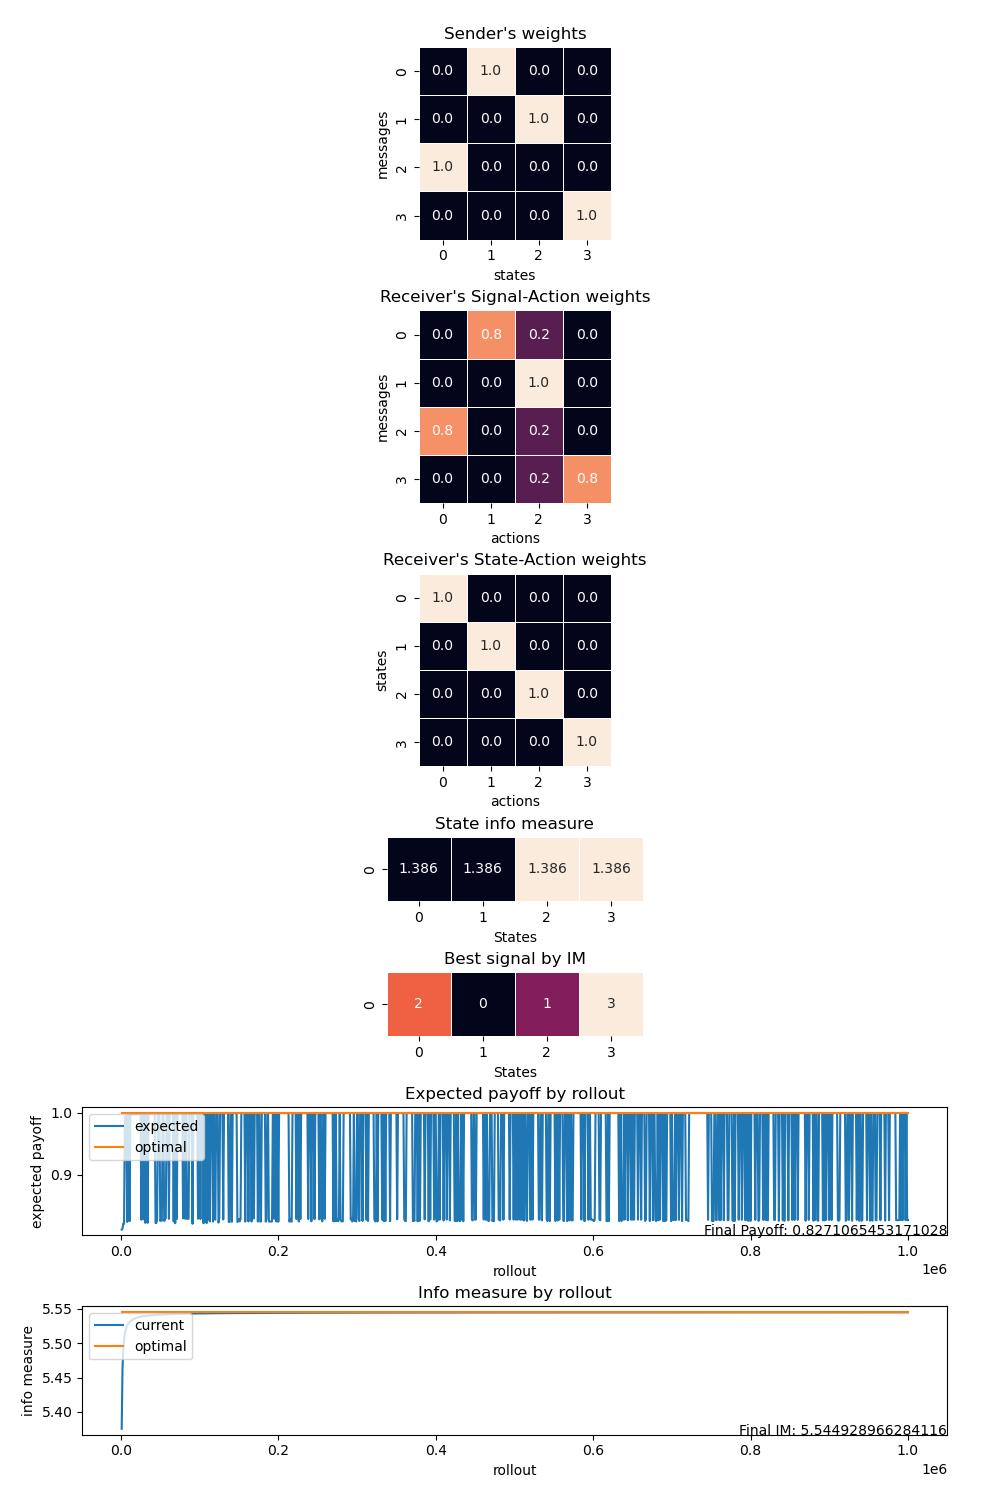 Sender's weights
0 0.0 1.0 0.0 0.0
1 0.0 0.0 1.0 0.0
2 1.0 0.0 0.0 0.0
3 0.0 0.0 0.0 1.0
messages
0 1 2 3
states
Receiver's Signal-Action weights
0 0.0 0.8 0.2 0.0
1 0.0 0.0 1.0 0.0
2 0.8 0.0 0.2 0.0
3 0.0 0.0 0.2 0.8
messages
0 1 2 3
actions
Receiver's State-Action weights
0 1.0 0.0 0.0 0.0
1 0.0 1.0 0.0 0.0
2 0.0 0.0 1.0 0.0
3 0.0 0.0 0.0 1.0
states
0 1 2 3
actions
State info measure
0 1.386 1.386 1.386 1.386
0 1 2 3
States
Best signal by IM
0 2 0 1 3
0 1 2 3
States
Expected payoff by rollout
expected payoff
1.0
0.9
expected
optimal
Final Payoff: 0.8271065453171028
0.0 0.2 0.4 0.6 0.8 1.0
1e6
rollout
Info measure by rollout
info measure
5.55
5.50
5.45
5.40
current
optimal
Final IM: 5.544928966284116
0.0 0.2 0.4 0.6 0.8 1.0
1e6
rollout